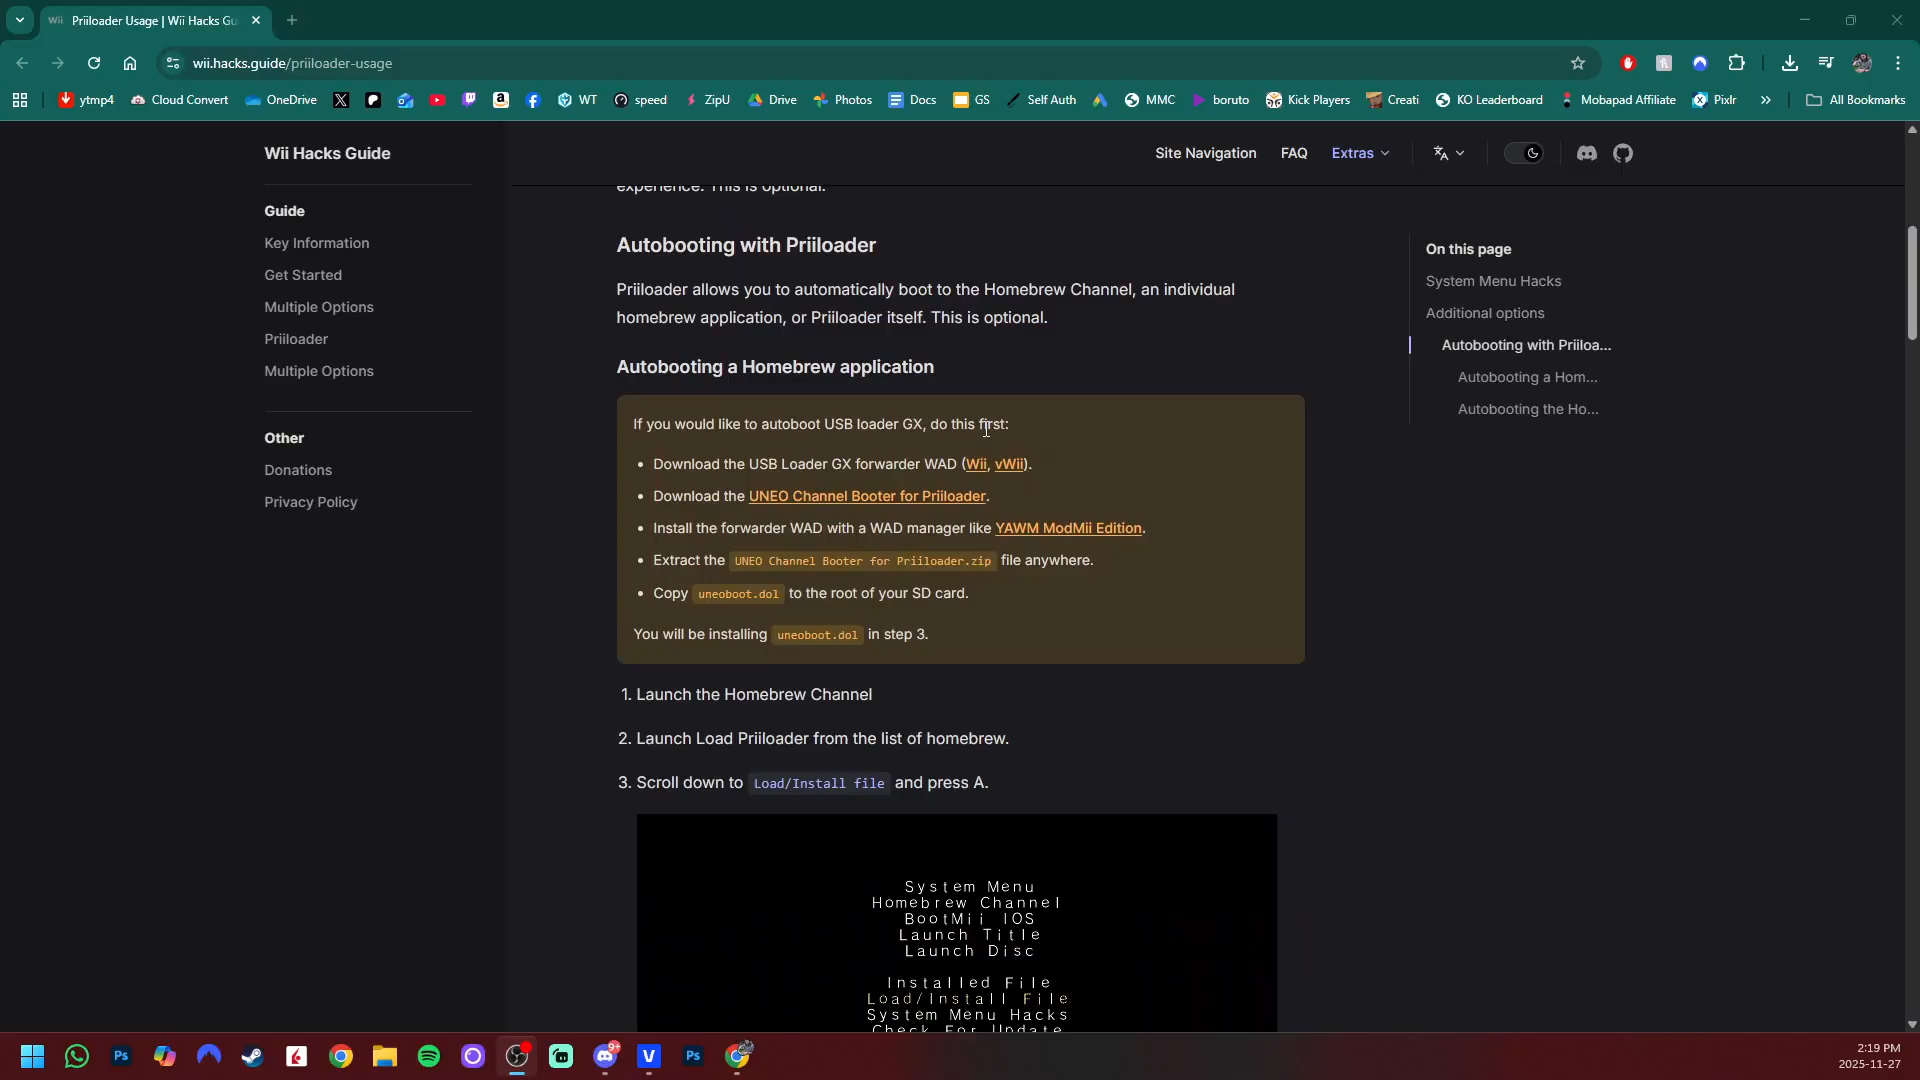 Wii
Priiloader Usage | Wii Hacks Gu
wii.hacks.guide/priiloader-usage
ytmp4
Cloud Convert
OneDrive
WT
speed
ZipU
Drive
Photos
Docs
GS
Self Auth
MMC
boruto
Kick Players
Creati
KO Leaderboard
Mobapad Affiliate
Pixlr
All Bookmarks
Wii Hacks Guide
Site Navigation
FAQ
Extras
Guide
Key Information
Get Started
Multiple Options
Priiloader
Multiple Options
Other
Donations
Privacy Policy
experience. This is optional.
Autobooting with Priiloader
Priiloader allows you to automatically boot to the Homebrew Channel, an individual
homebrew application, or Priiloader itself. This is optional.
Autobooting a Homebrew application
If you would like to autoboot USB loader GX, do this first:
• Download the USB Loader GX forwarder WAD (Wii, vWii).
• Download the UNEO Channel Booter for Priiloader.
• Install the forwarder WAD with a WAD manager like YAWM ModMii Edition.
• Extract the UNEO Channel Booter for Priiloader.zip file anywhere.
• Copy uneoboot.dol to the root of your SD card.
You will be installing uneoboot.dol in step 3.
1. Launch the Homebrew Channel
2. Launch Load Priiloader from the list of homebrew.
3. Scroll down to Load/Install file and press A.
System Menu
Homebrew Channel
BootMii IOS
Launch Title
Launch Disc
Installed File
Load/Install File
System Menu Hacks
Check For Update
On this page
System Menu Hacks
Additional options
Autobooting with Priiloa...
Autobooting a Hom...
Autobooting the Ho...
Ps
9+
V
Ps
2:19 PM
2025-11-27